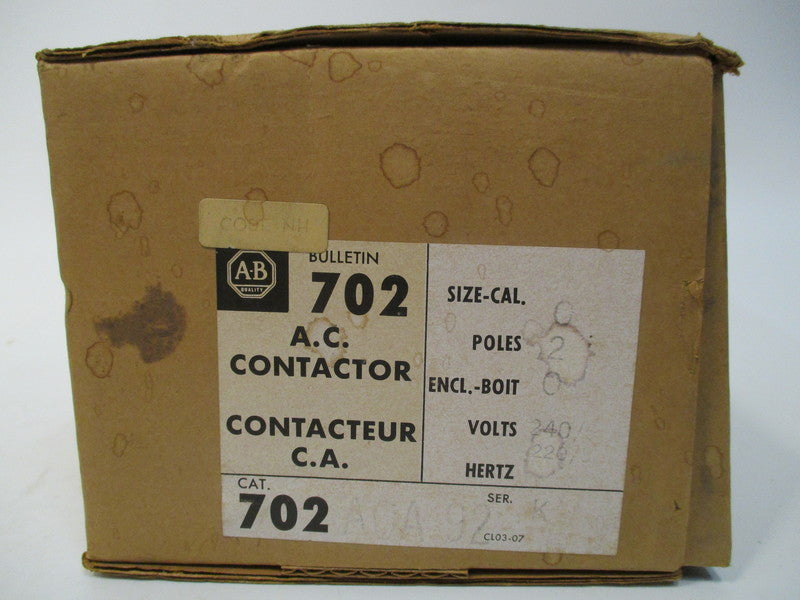 A-B
QUALITY
BULLETIN
702
A.C.
CONTACTOR
CONTACTEUR
C.A.
SIZE-CAL. 0
POLES 2
ENCL.-BOIT 0
VOLTS 240/
220/
HERTZ
CAT.
702
SER. K
CL03-07